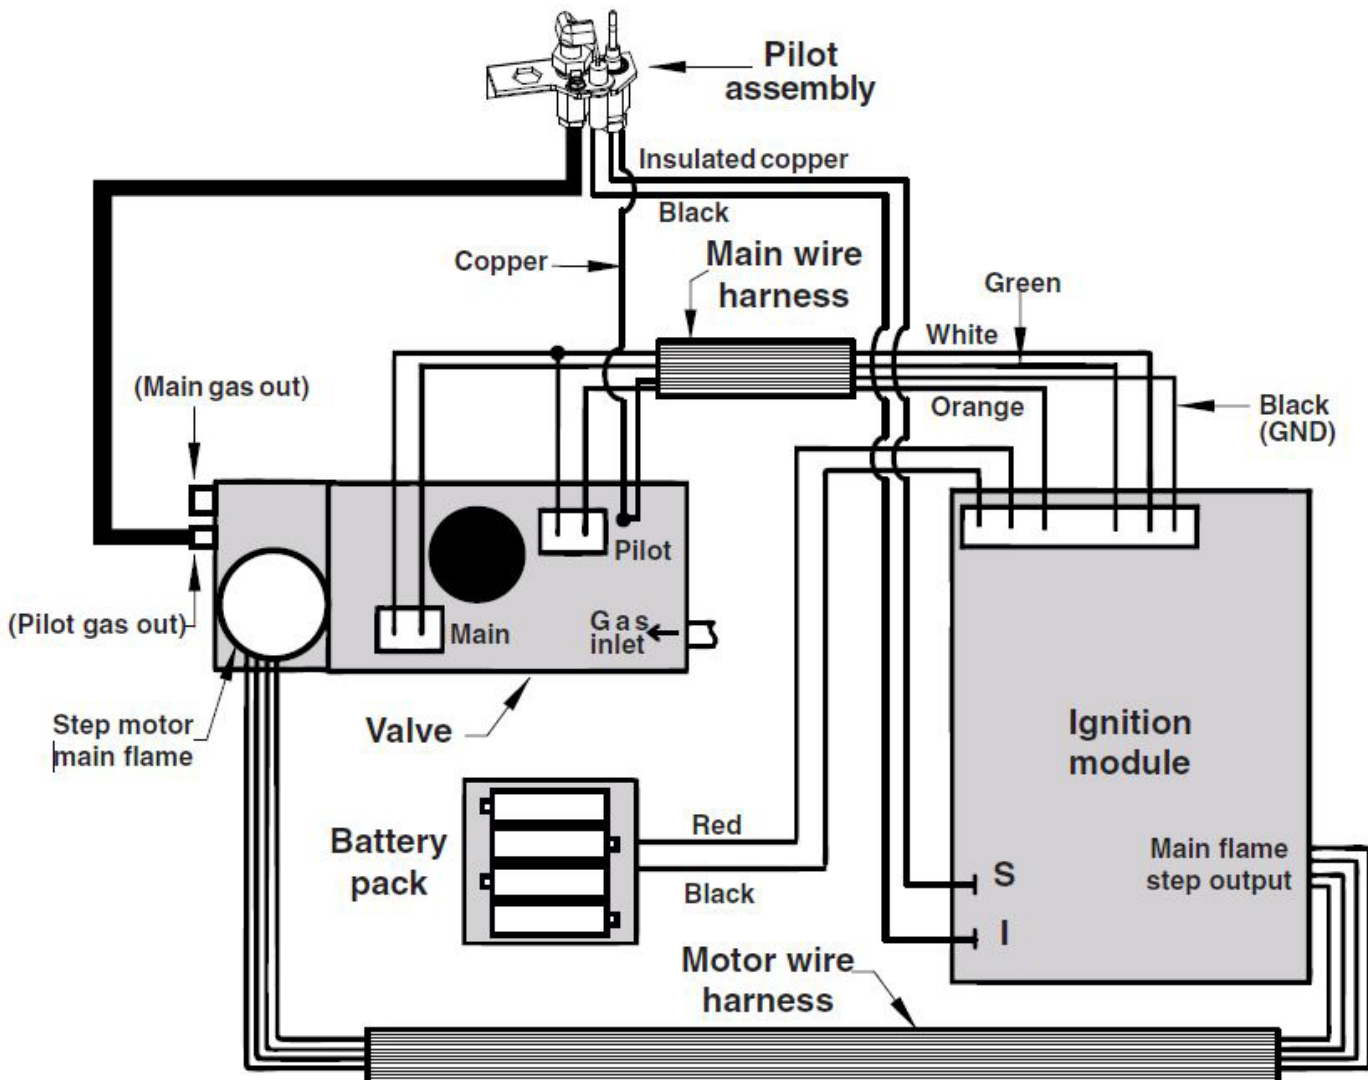 Pilot
assembly
Insulated copper
Black
Copper
Main wire
harness
Green
White
(Main gas out)
Orange
Black
(GND)
Pilot
(Pilot gas out)
Main
Gas
inlet
Step motor
main flame
Valve
Ignition
module
Battery
pack
Red
Black
Main flame
step output
S
I
Motor wire
harness